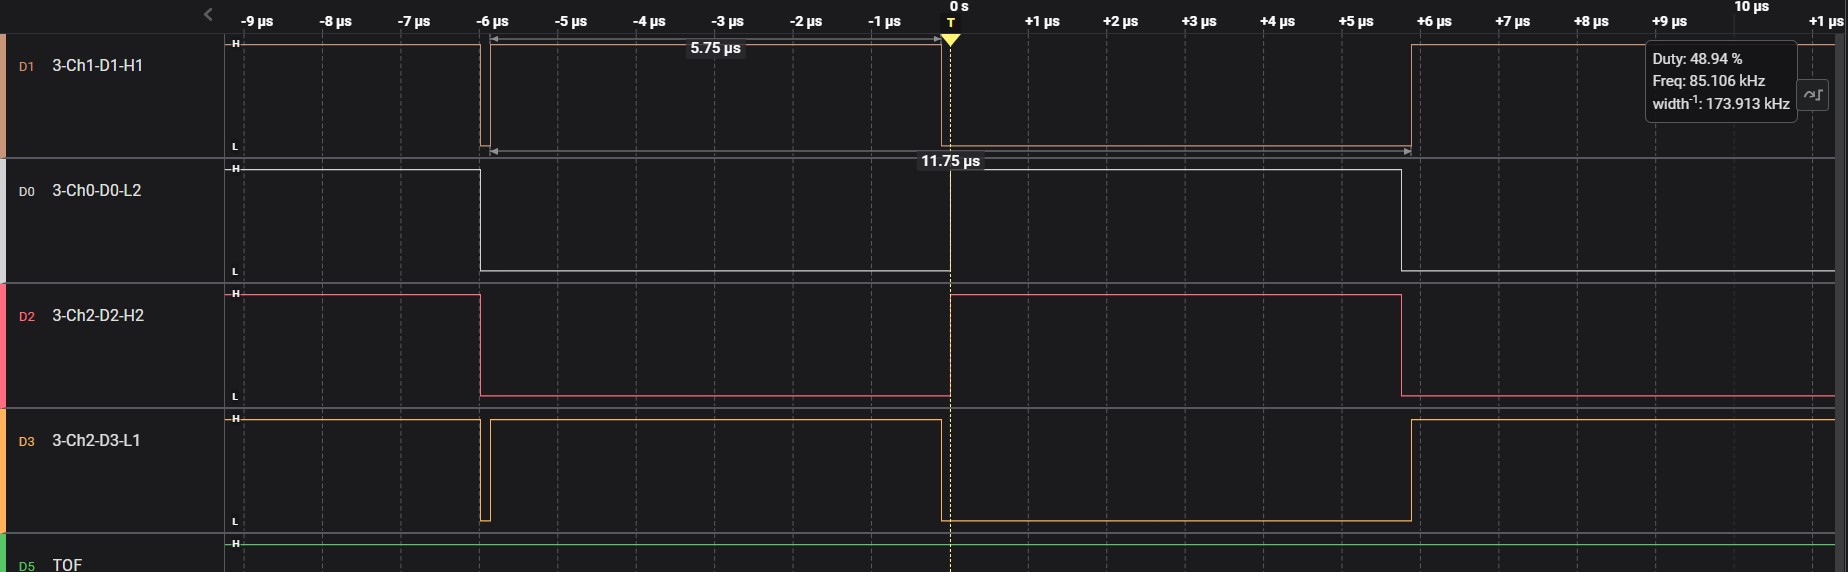 -9 µs -8 µs -7 µs -6 µs -5 µs -4 µs -3 µs -2 µs -1 µs 0 s +1 µs +2 µs +3 µs +4 µs +5 µs +6 µs +7 µs +8 µs +9 µs 10 µs +1 µs
T
H
5.75 µs
D1 3-Ch1-D1-H1
Duty: 48.94 %
Freq: 85.106 kHz
width-1: 173.913 kHz
L
11.75 µs
H
D0 3-Ch0-D0-L2
L
H
D2 3-Ch2-D2-H2
L
H
D3 3-Ch2-D3-L1
L
H
D5 TOF